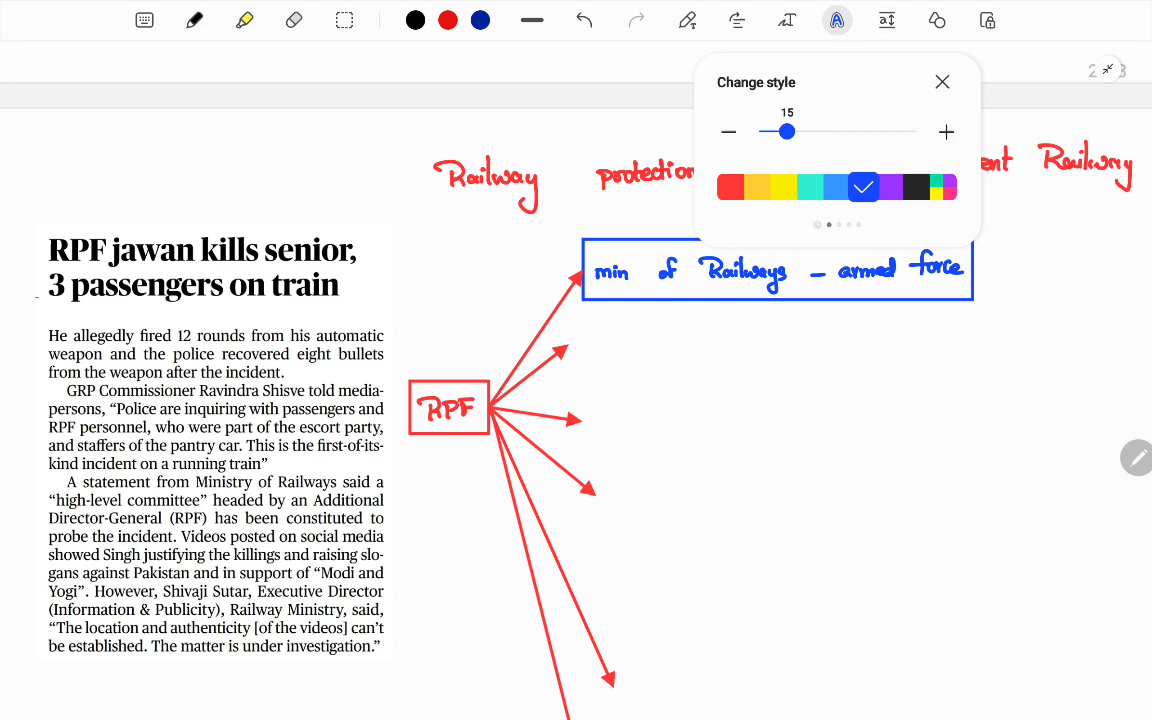 2 3
Change style
15
Railway protection ent Railway
RPF jawan kills senior,
3 passengers on train
min of Railways - armed force
He allegedly fired 12 rounds from his automatic
weapon and the police recovered eight bullets
from the weapon after the incident.
GRP Commissioner Ravindra Shisve told media-
persons, “Police are inquiring with passengers and
RPF personnel, who were part of the escort party,
and staffers of the pantry car. This is the first-of-its-
kind incident on a running train”
A statement from Ministry of Railways said a
“high-level committee” headed by an Additional
Director-General (RPF) has been constituted to
probe the incident. Videos posted on social media
showed Singh justifying the killings and raising slo-
gans against Pakistan and in support of “Modi and
Yogi”. However, Shivaji Sutar, Executive Director
(Information & Publicity), Railway Ministry, said,
“The location and authenticity [of the videos] can’t
be established. The matter is under investigation.”
RPF